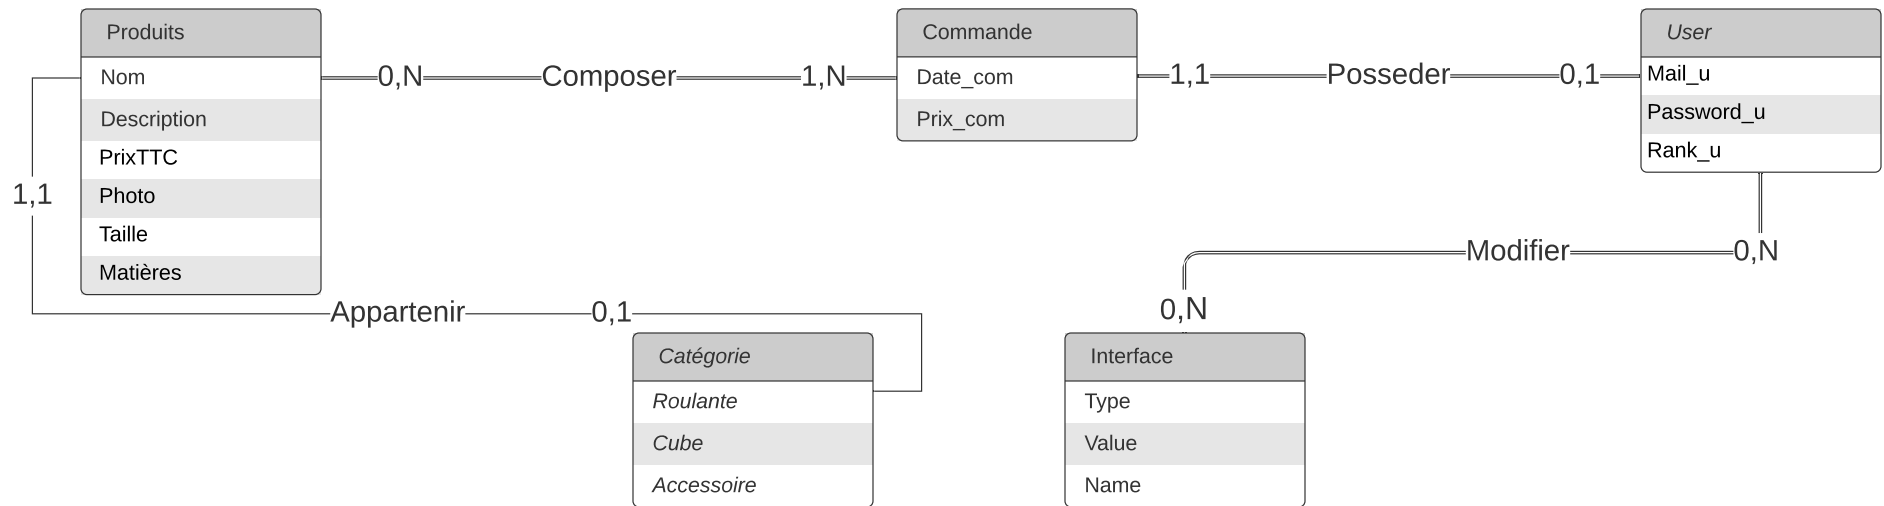 Produits
Nom
Description
PrixTTC
Photo
Taille
Matières
0,N
Composer
1,N
Commande
Date_com
Prix_com
1,1
Posseder
0,1
User
Mail_u
Password_u
Rank_u
1,1
Appartenir
0,1
Catégorie
Roulante
Cube
Accessoire
Modifier
0,N
0,N
Interface
Type
Value
Name